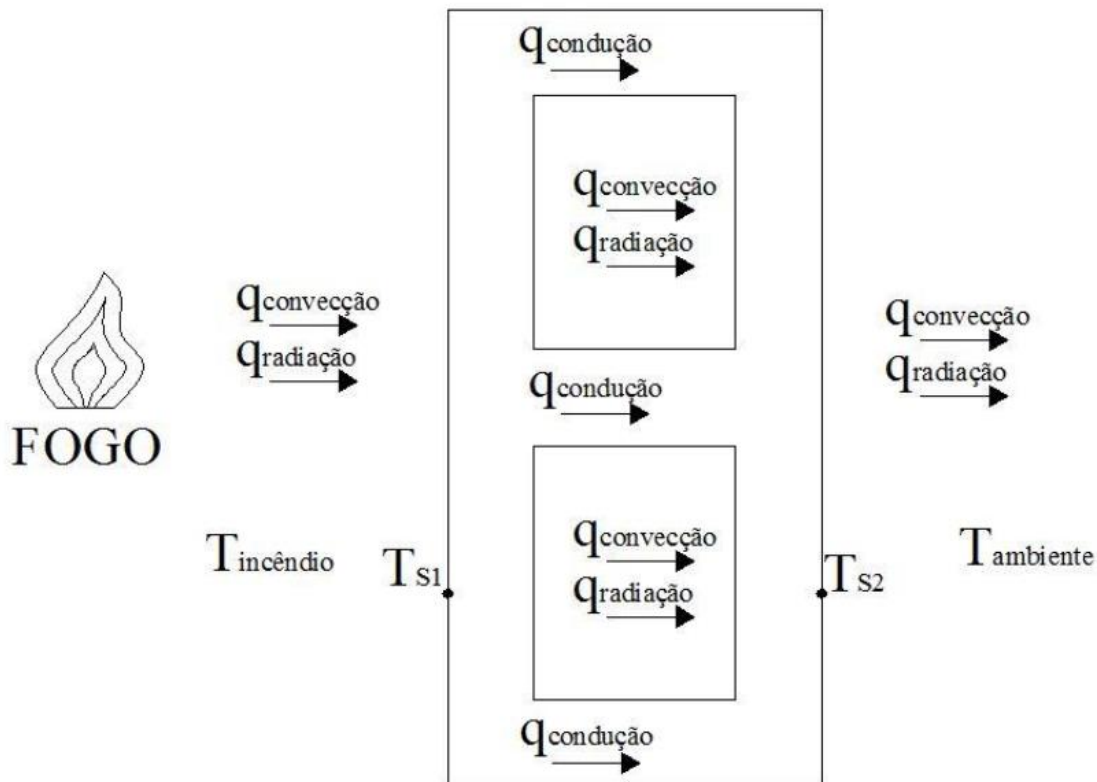 qcondução
qconvecção
qradiação
qconvecção
qradiação
FOGO
qconvecção
qradiação
qcondução
qconvecção
qradiação
Tincêndio
TS1
TS2
Tambiente
qcondução